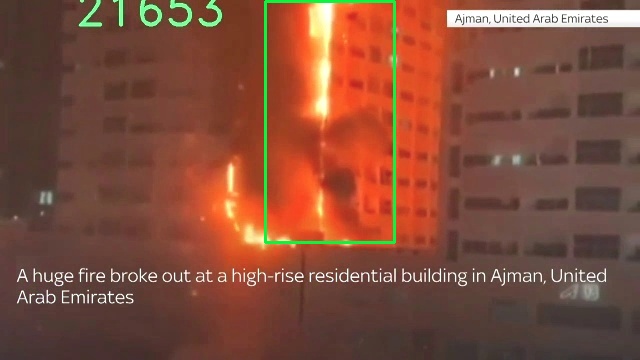 21653
Ajman, United Arab Emirates
A huge fire broke out at a high-rise residential building in Ajman, United
Arab Emirates